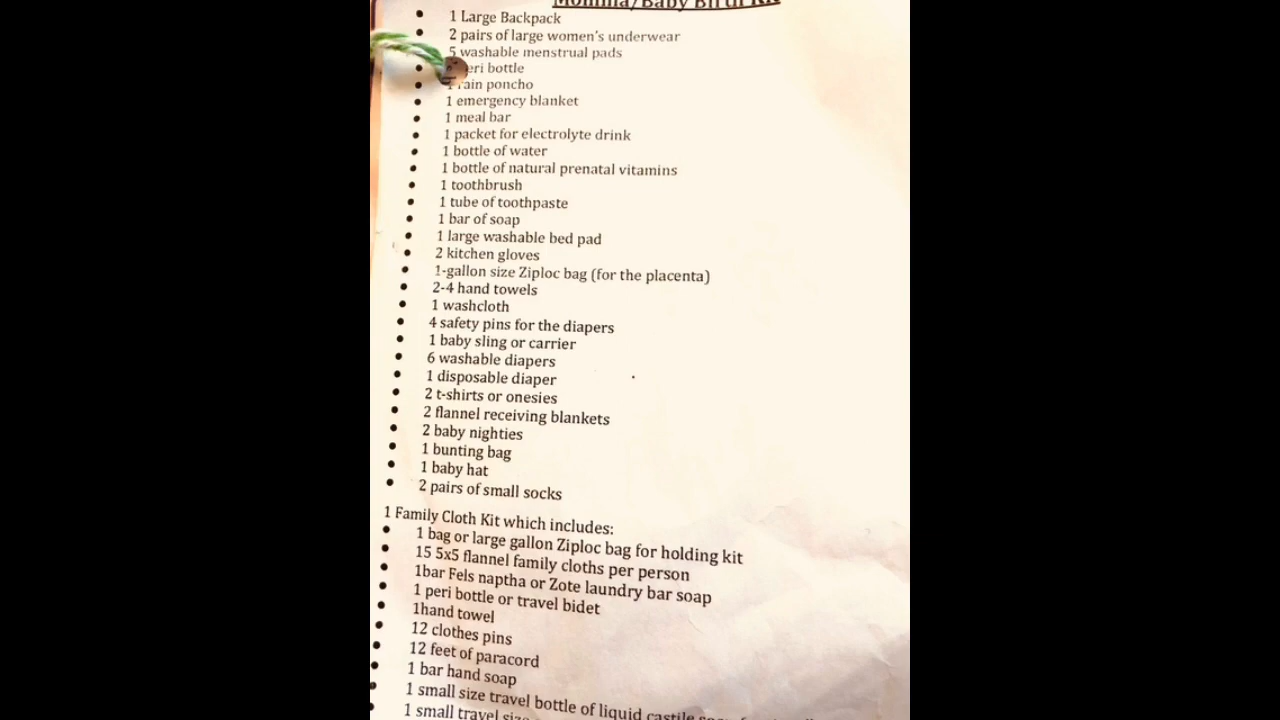 Momma/Baby Birth Kit
1 Large Backpack
2 pairs of large women's underwear
5 washable menstrual pads
peri bottle
1 rain poncho
1 emergency blanket
1 meal bar
1 packet for electrolyte drink
1 bottle of water
1 bottle of natural prenatal vitamins
1 toothbrush
1 tube of toothpaste
1 bar of soap
1 large washable bed pad
2 kitchen gloves
1-gallon size Ziploc bag (for the placenta)
2-4 hand towels
1 washcloth
4 safety pins for the diapers
1 baby sling or carrier
6 washable diapers
1 disposable diaper
2 t-shirts or onesies
2 flannel receiving blankets
2 baby nighties
1 bunting bag
1 baby hat
2 pairs of small socks
1 Family Cloth Kit which includes:
1 bag or large gallon Ziploc bag for holding kit
15 5x5 flannel family cloths per person
1bar Fels naptha or Zote laundry bar soap
1 peri bottle or travel bidet
1hand towel
12 clothes pins
12 feet of paracord
1 bar hand soap
1 small size travel bottle of liquid castile
1 small travel size